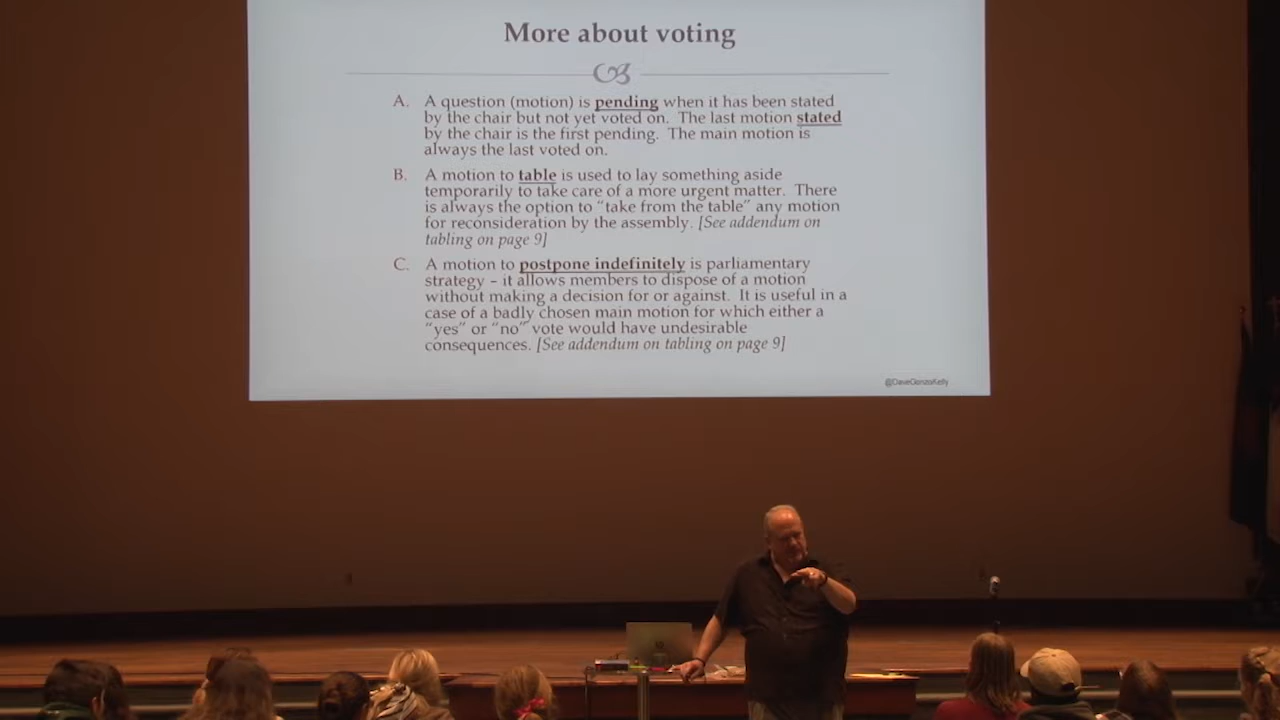 More about voting
A. A question (motion) is pending when it has been stated
by the chair but not yet voted on. The last motion stated
by the chair is the first pending. The main motion is
always the last voted on.
B. A motion to table is used to lay something aside
temporarily to take care of a more urgent matter. There
is always the option to “take from the table” any motion
for reconsideration by the assembly. [See addendum on
tabling on page 9]
C. A motion to postpone indefinitely is parliamentary
strategy – it allows members to dispose of a motion
without making a decision for or against. It is useful in a
case of a badly chosen main motion for which either a
“yes” or “no” vote would have undesirable
consequences. [See addendum on tabling on page 9]
@DaveGonzoKelly